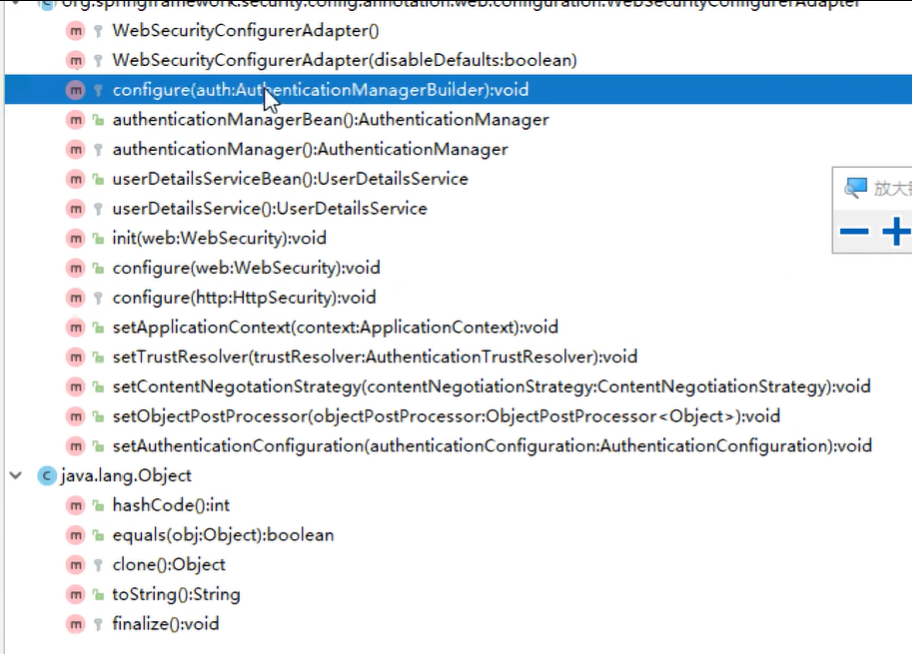 org.springframework.security.config.annotation.web.configuration.WebSecurityConfigurerAdapter
m WebSecurityConfigurerAdapter()
m WebSecurityConfigurerAdapter(disableDefaults:boolean)
m configure(auth:AuthenticationManagerBuilder):void
m authenticationManagerBean():AuthenticationManager
m authenticationManager():AuthenticationManager
m userDetailsServiceBean():UserDetailsService
放大
m userDetailsService():UserDetailsService
m init(web:WebSecurity):void
m configure(web:WebSecurity):void
m configure(http:HttpSecurity):void
m setApplicationContext(context:ApplicationContext):void
m setTrustResolver(trustResolver:AuthenticationTrustResolver):void
m setContentNegotationStrategy(contentNegotiationStrategy:ContentNegotiationStrategy):void
m setObjectPostProcessor(objectPostProcessor:ObjectPostProcessor<Object>):void
m setAuthenticationConfiguration(authenticationConfiguration:AuthenticationConfiguration):void
C java.lang.Object
m hashCode():int
m equals(obj:Object):boolean
m clone():Object
m toString():String
m finalize():void